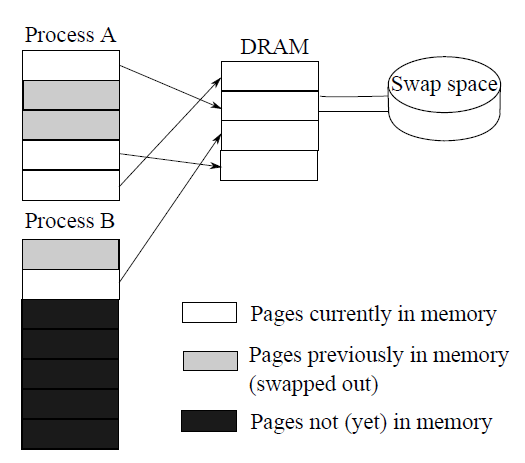 Process A
DRAM
Swap space
Process B
Pages currently in memory
Pages previously in memory
(swapped out)
Pages not (yet) in memory